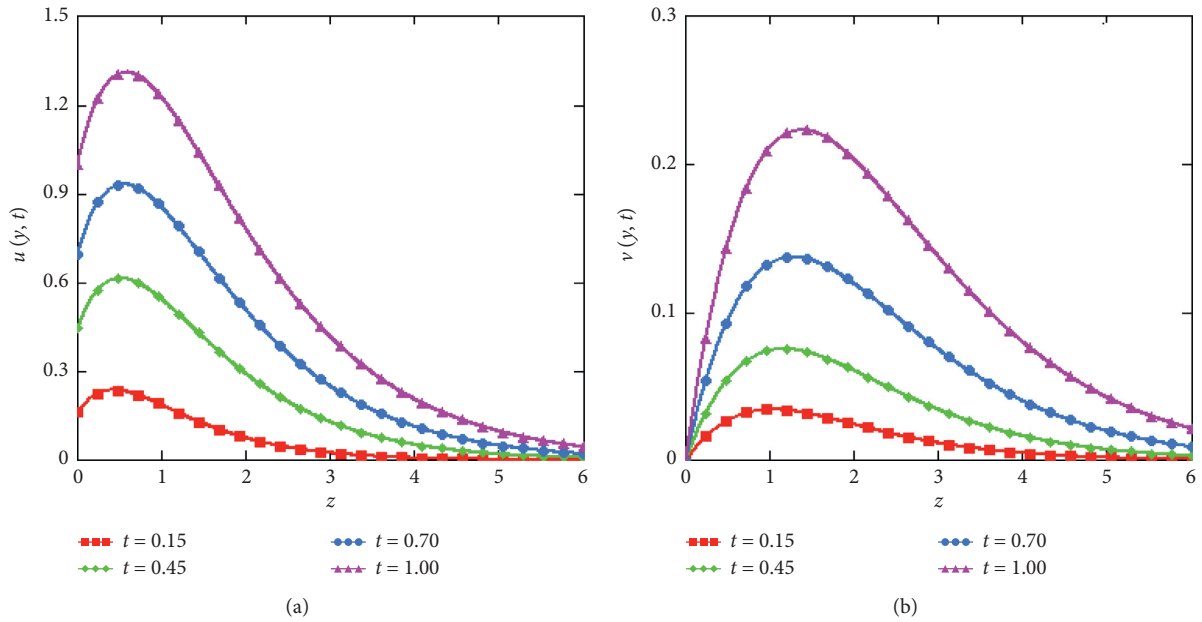 1.5
1.2
0.9
0.6
0.3
0
u (y, t)
0 1 2 3 4 5 6
z
t = 0.15 t = 0.70
t = 0.45 t = 1.00
(a)
0.3
0.2
0.1
0
v (y, t)
0 1 2 3 4 5 6
z
t = 0.15 t = 0.70
t = 0.45 t = 1.00
(b)